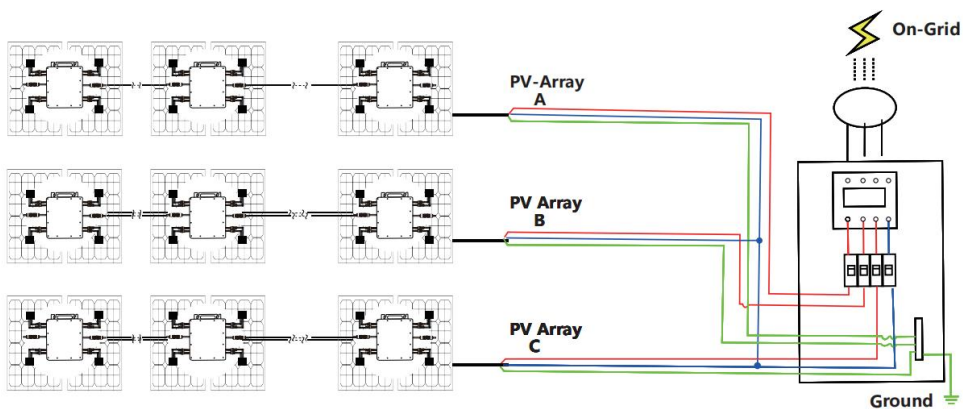 On-Grid
PV-Array
A
PV Array
B
PV Array
C
Ground